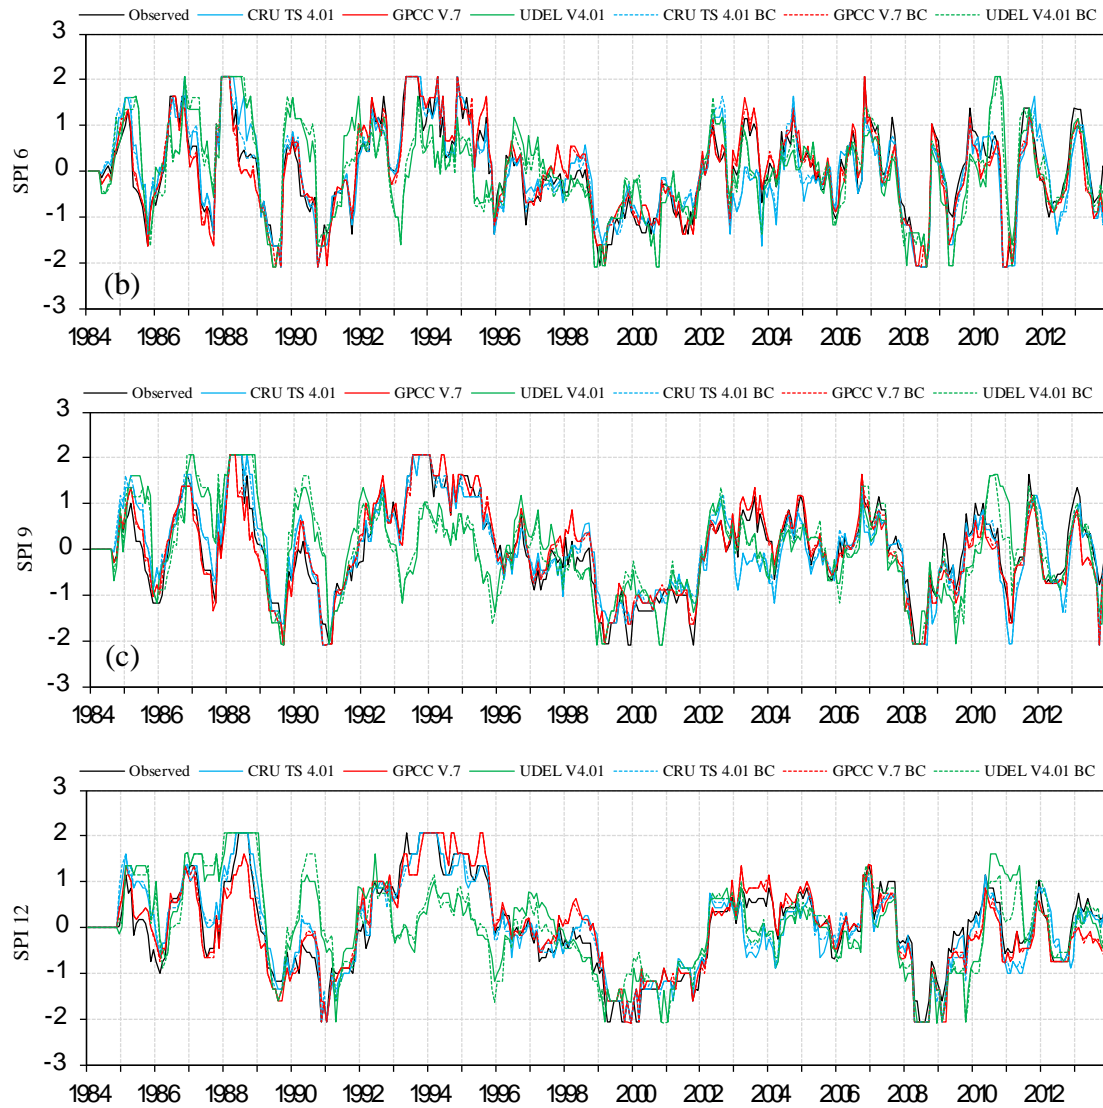 Observed CRU TS 4.01 GPCC V.7 UDEL V4.01 CRU TS 4.01 BC GPCC V.7 BC UDEL V4.01 BC
3
2
1
0
-1
-2
-3
SPI 6
(b)
1984 1986 1988 1990 1992 1994 1996 1998 2000 2002 2004 2006 2008 2010 2012
Observed CRU TS 4.01 GPCC V.7 UDEL V4.01 CRU TS 4.01 BC GPCC V.7 BC UDEL V4.01 BC
3
2
1
0
-1
-2
-3
SPI 9
(c)
1984 1986 1988 1990 1992 1994 1996 1998 2000 2002 2004 2006 2008 2010 2012
Observed CRU TS 4.01 GPCC V.7 UDEL V4.01 CRU TS 4.01 BC GPCC V.7 BC UDEL V4.01 BC
3
2
1
0
-1
-2
-3
SPI 12
1984 1986 1988 1990 1992 1994 1996 1998 2000 2002 2004 2006 2008 2010 2012